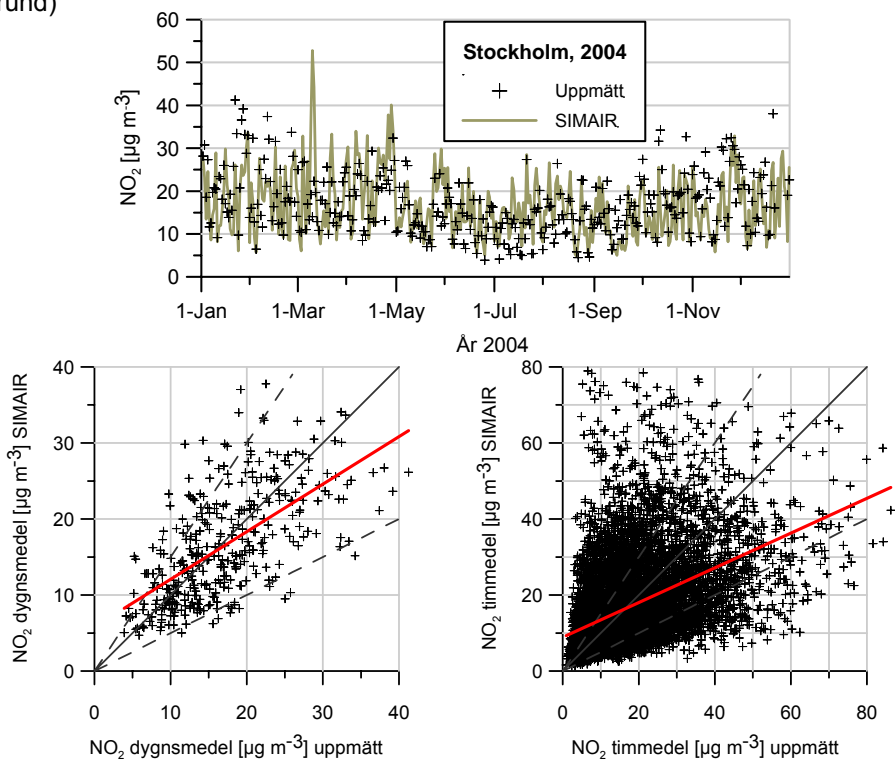 rund)
60
50
40
30
20
10
0
NO2 [µg m-3]
Stockholm, 2004
Uppmätt
SIMAIR
1-Jan 1-Mar 1-May 1-Jul 1-Sep 1-Nov
År 2004
40
30
20
10
0
NO2 dygnsmedel [µg m-3] SIMAIR
0 10 20 30 40
NO2 dygnsmedel [µg m-3] uppmätt
80
60
40
20
0
NO2 timmedel [µg m-3] SIMAIR
0 20 40 60 80
NO2 timmedel [µg m-3] uppmätt